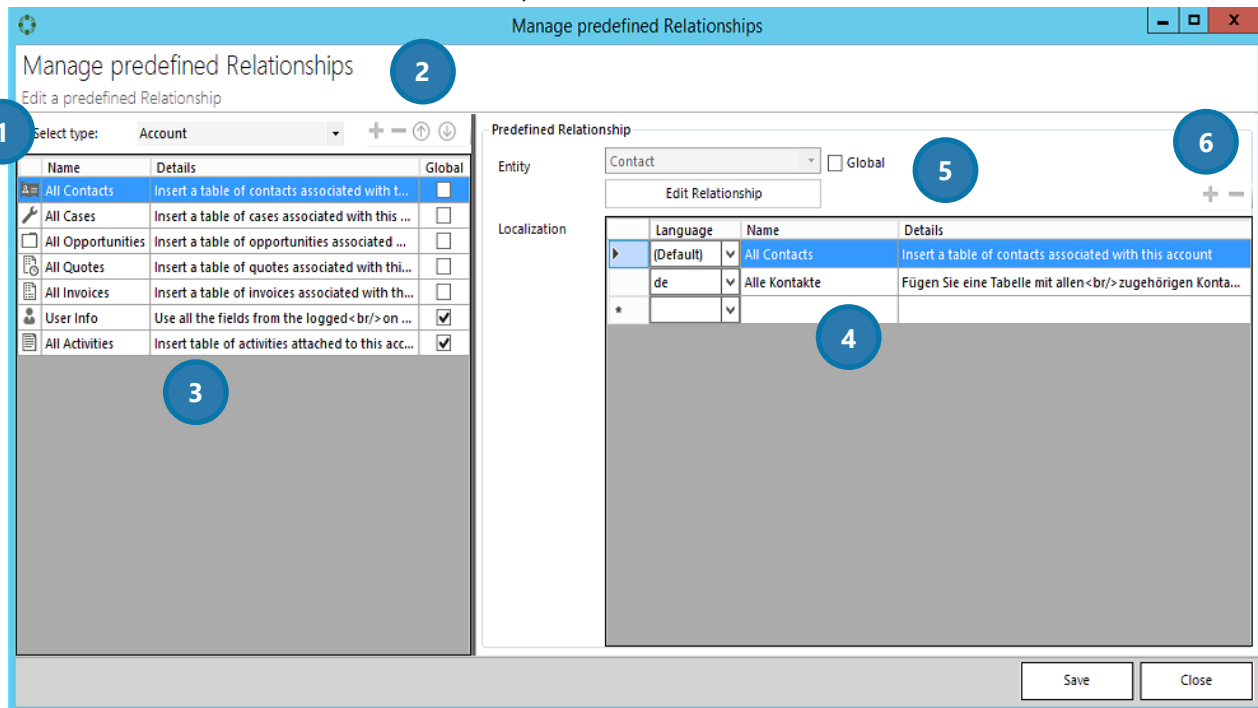 Manage predefined Relationships
X
Manage predefined Relationships
2
Edit a predefined Relationship
1
Select type: Account
Name Details Global
All Contacts Insert a table of contacts associated with t...
All Cases Insert a table of cases associated with this ...
All Opportunities Insert a table of opportunities associated ...
All Quotes Insert a table of quotes associated with thi...
All Invoices Insert a table of invoices associated with th...
User Info Use all the fields from the logged<br/>on ...
All Activities Insert table of activities attached to this acc...
3
Predefined Relationship
6
Entity Contact Global
5
Edit Relationship
Localization
Language Name Details
(Default) All Contacts Insert a table of contacts associated with this account
de Alle Kontakte Fügen Sie eine Tabelle mit allen<br/>zugehörigen Konta...
*
4
Save Close